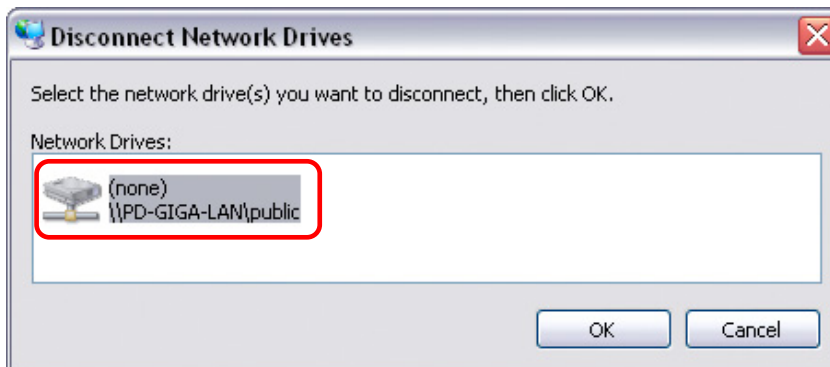 Disconnect Network Drives
Select the network drive(s) you want to disconnect, then click OK.
Network Drives:
(none)
\\PD-GIGA-LAN\public
OK
Cancel